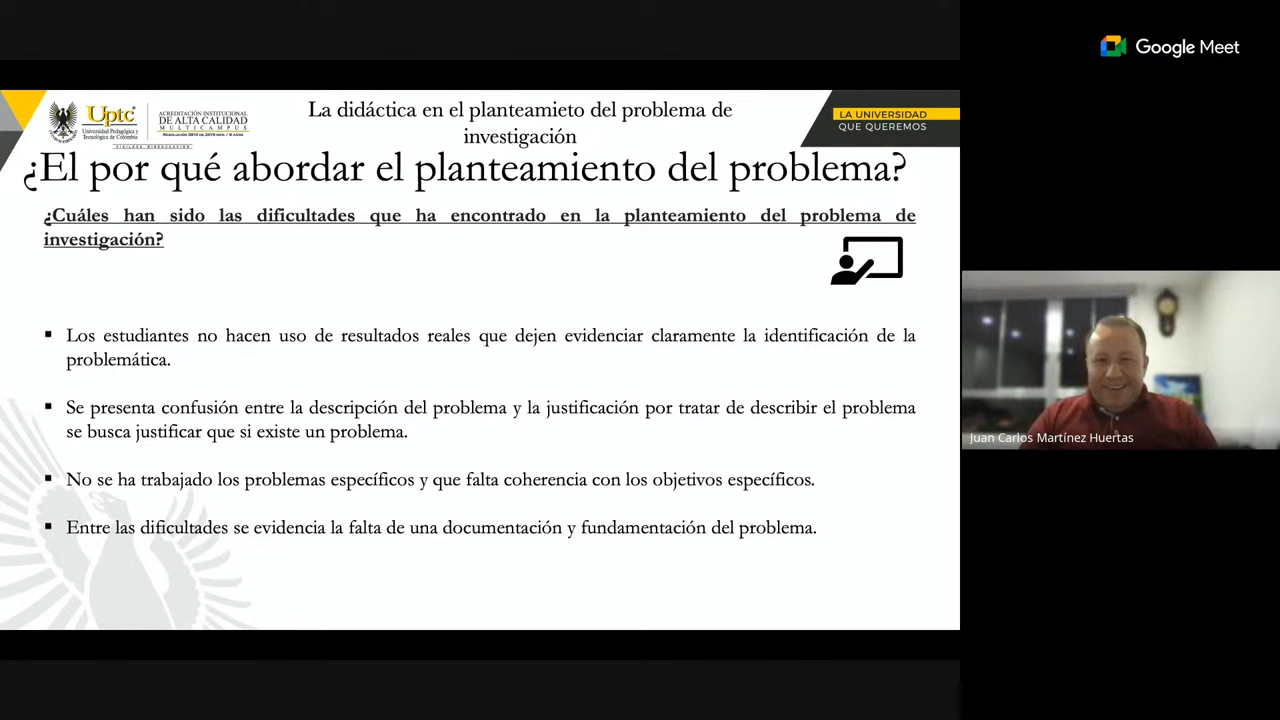 Google Meet
La didáctica en el planteamieto del problema de
investigación
Uptc
Universidad Pedagógica y
Tecnológica de Colombia
ACREDITACIÓN INSTITUCIONAL
DE ALTA CALIDAD
MULTICAMPUS
LA UNIVERSIDAD
QUE QUEREMOS
¿El por qué abordar el planteamiento del problema?
¿Cuáles han sido las dificultades que ha encontrado en la planteamiento del problema de
investigación?
▪ Los estudiantes no hacen uso de resultados reales que dejen evidenciar claramente la identificación de la
problemática.
▪ Se presenta confusión entre la descripción del problema y la justificación por tratar de describir el problema
se busca justificar que si existe un problema.
▪ No se ha trabajado los problemas específicos y que falta coherencia con los objetivos específicos.
▪ Entre las dificultades se evidencia la falta de una documentación y fundamentación del problema.
Juan Carlos Martínez Huertas